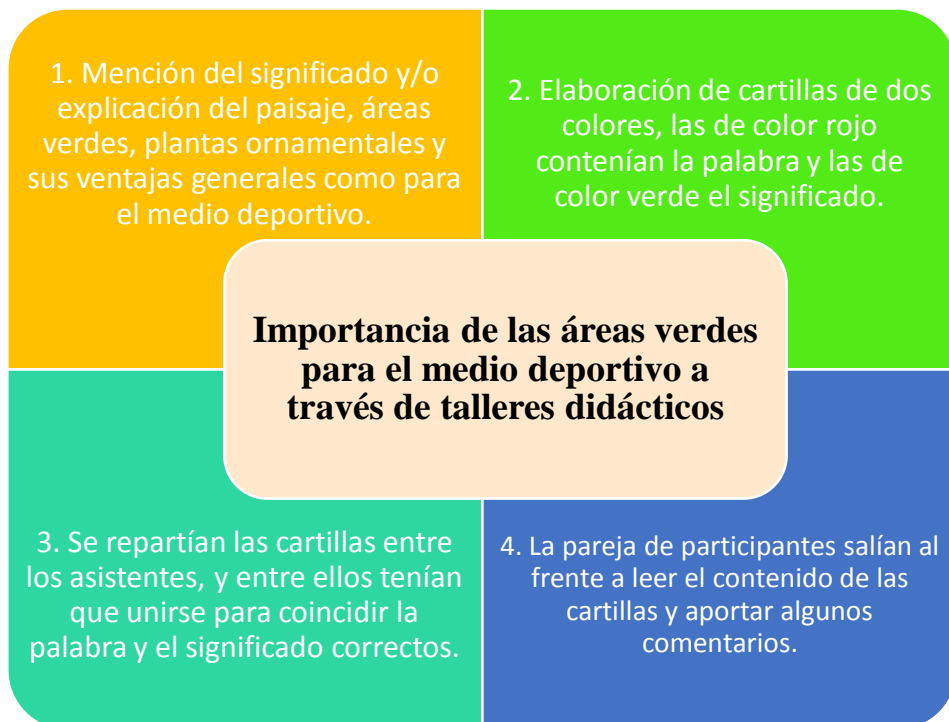 1. Mención del significado y/o
explicación del paisaje, áreas
verdes, plantas ornamentales y
sus ventajas generales como para
el medio deportivo.
2. Elaboración de cartillas de dos
colores, las de color rojo
contenían la palabra y las de
color verde el significado.
Importancia de las áreas verdes
para el medio deportivo a
través de talleres didácticos
3. Se repartían las cartillas entre
los asistentes, y entre ellos tenían
que unirse para coincidir la
palabra y el significado correctos.
4. La pareja de participantes salían al
frente a leer el contenido de las
cartillas y aportar algunos
comentarios.